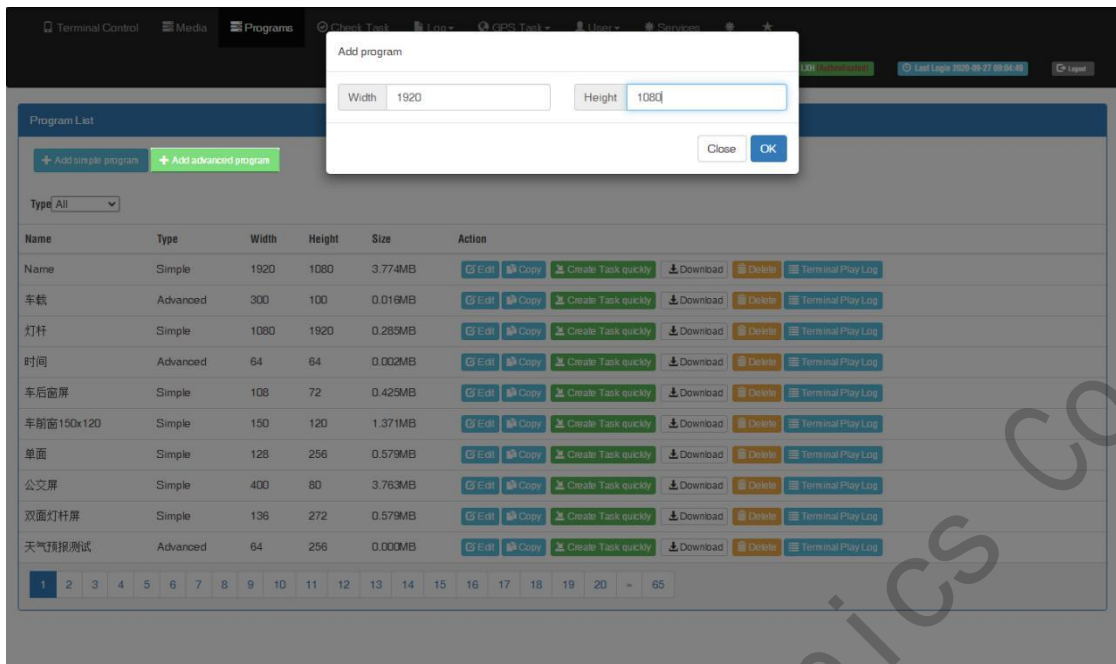 Terminal Control Media Programs Check Task Log GPS Task User Services
Add program
LXH (Authenticated) Last Login 2020-09-27 09:04:46 Logout
Width 1920 Height 1080
Program List
Close OK
Add simple program Add advanced program
Type All
Name Type Width Height Size Action
Name Simple 1920 1080 3.774MB Edit Copy Create Task quickly Download Delete Terminal Play Log
车载 Advanced 300 100 0.016MB Edit Copy Create Task quickly Download Delete Terminal Play Log
灯杆 Simple 1080 1920 0.285MB Edit Copy Create Task quickly Download Delete Terminal Play Log
时间 Advanced 64 64 0.002MB Edit Copy Create Task quickly Download Delete Terminal Play Log
车后窗屏 Simple 108 72 0.425MB Edit Copy Create Task quickly Download Delete Terminal Play Log
车前窗150x120 Simple 150 120 1.371MB Edit Copy Create Task quickly Download Delete Terminal Play Log
单面 Simple 128 256 0.579MB Edit Copy Create Task quickly Download Delete Terminal Play Log
公交屏 Simple 400 80 3.763MB Edit Copy Create Task quickly Download Delete Terminal Play Log
双面灯杆屏 Simple 136 272 0.579MB Edit Copy Create Task quickly Download Delete Terminal Play Log
天气预报测试 Advanced 64 256 0.000MB Edit Copy Create Task quickly Download Delete Terminal Play Log
1 2 3 4 5 6 7 8 9 10 11 12 13 14 15 16 17 18 19 20 » 65
ics Co